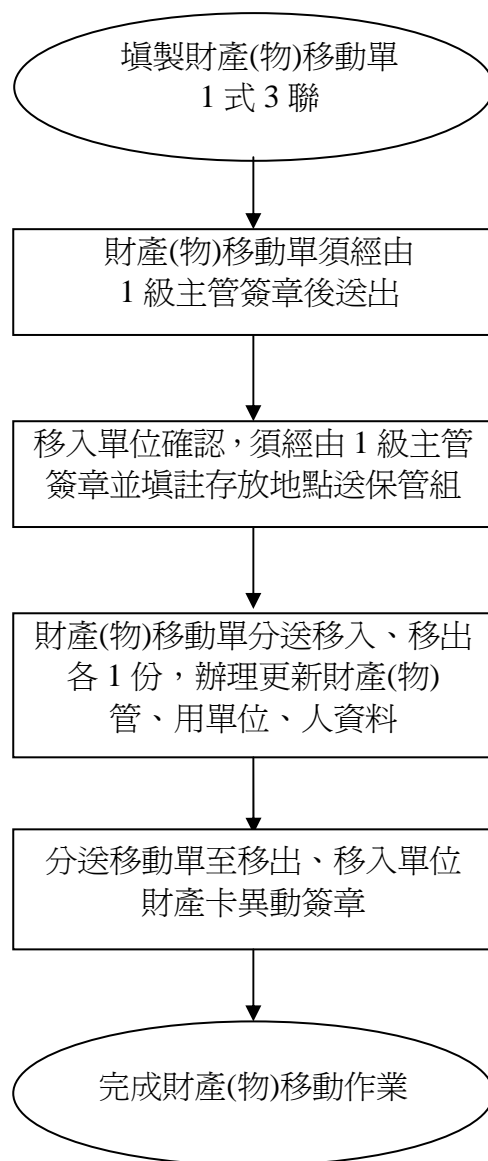 填製財產(物)移動單
1 式 3 聯
財產(物)移動單須經由
1 級主管簽章後送出
移入單位確認，須經由 1 級主管
簽章並填註存放地點送保管組
財產(物)移動單分送移入、移出
各 1 份，辦理更新財產(物)
管、用單位、人資料
分送移動單至移出、移入單位
財產卡異動簽章
完成財產(物)移動作業